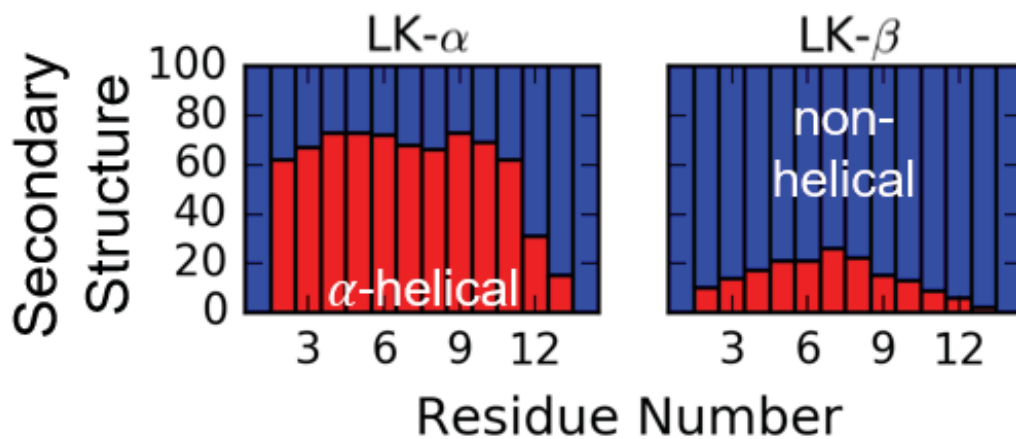 LK-α
LK-β
Secondary
Structure
100
80
60
40
20
0
non-
helical
α-helical
3 6 9 12
3 6 9 12
Residue Number